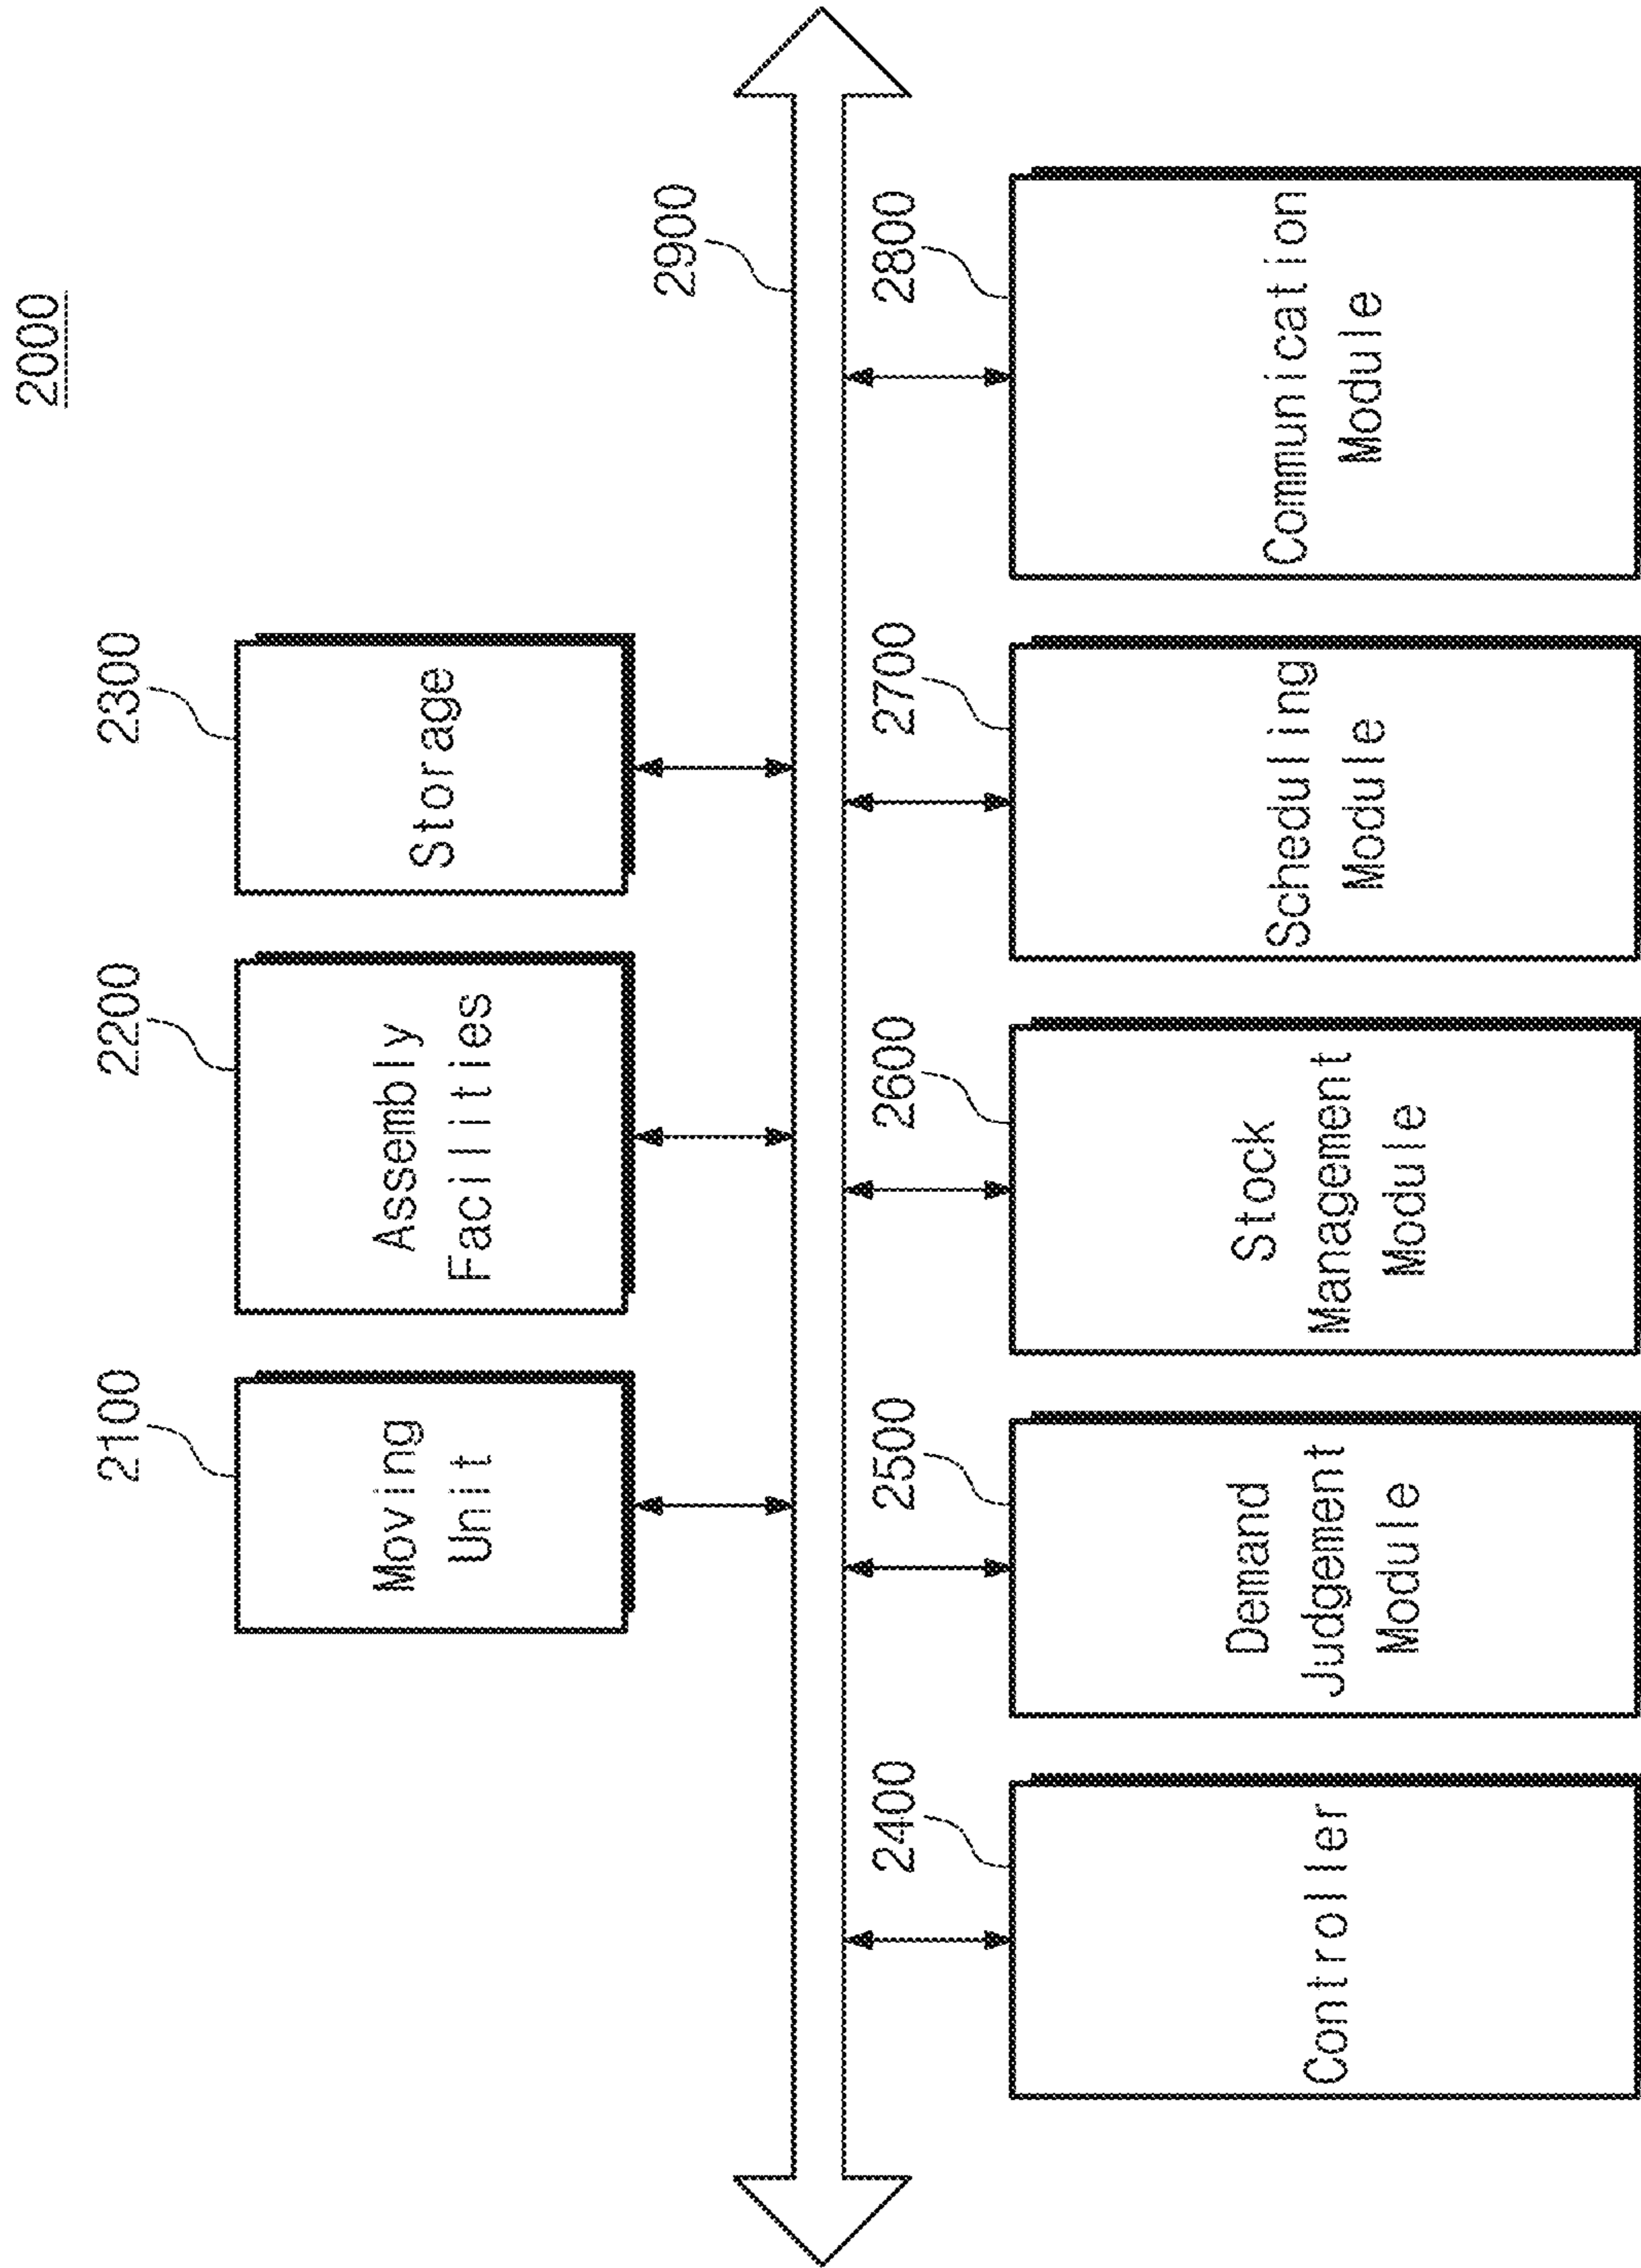 2000
2100
2200
2300
Moving
Unit
Assembly
Facilities
Storage
2900
2400
2500
2600
2700
2800
Controller
Demand
Judgement
Module
Stock
Management
Module
Scheduling
Module
Communication
Module